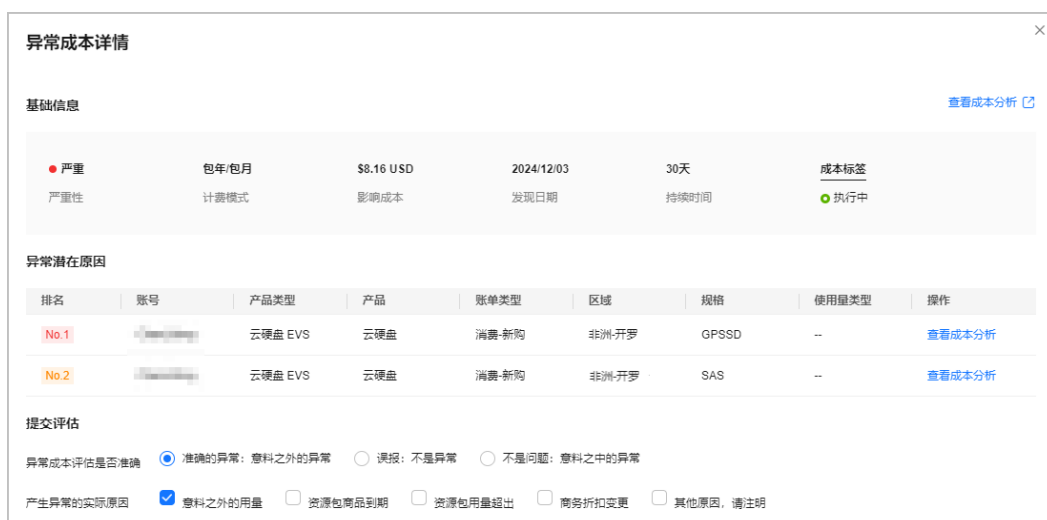 异常成本详情
基础信息 查看成本分析
严重 包年/包月 $8.16 USD 2024/12/03 30天 成本标签
严重性 计费模式 影响成本 发现日期 持续时间 执行中
异常潜在原因
排名 账号 产品类型 产品 账单类型 区域 规格 使用量类型 操作
No.1 云硬盘 EVS 云硬盘 消费-新购 非洲-开罗 GPSSD -- 查看成本分析
No.2 云硬盘 EVS 云硬盘 消费-新购 非洲-开罗 SAS -- 查看成本分析
提交评估
异常成本评估是否准确 准确的异常：意料之外的异常 误报：不是异常 不是问题：意料之中的异常
产生异常的实际原因 意料之外的用量 资源包商品到期 资源包用量超出 商务折扣变更 其他原因，请注明